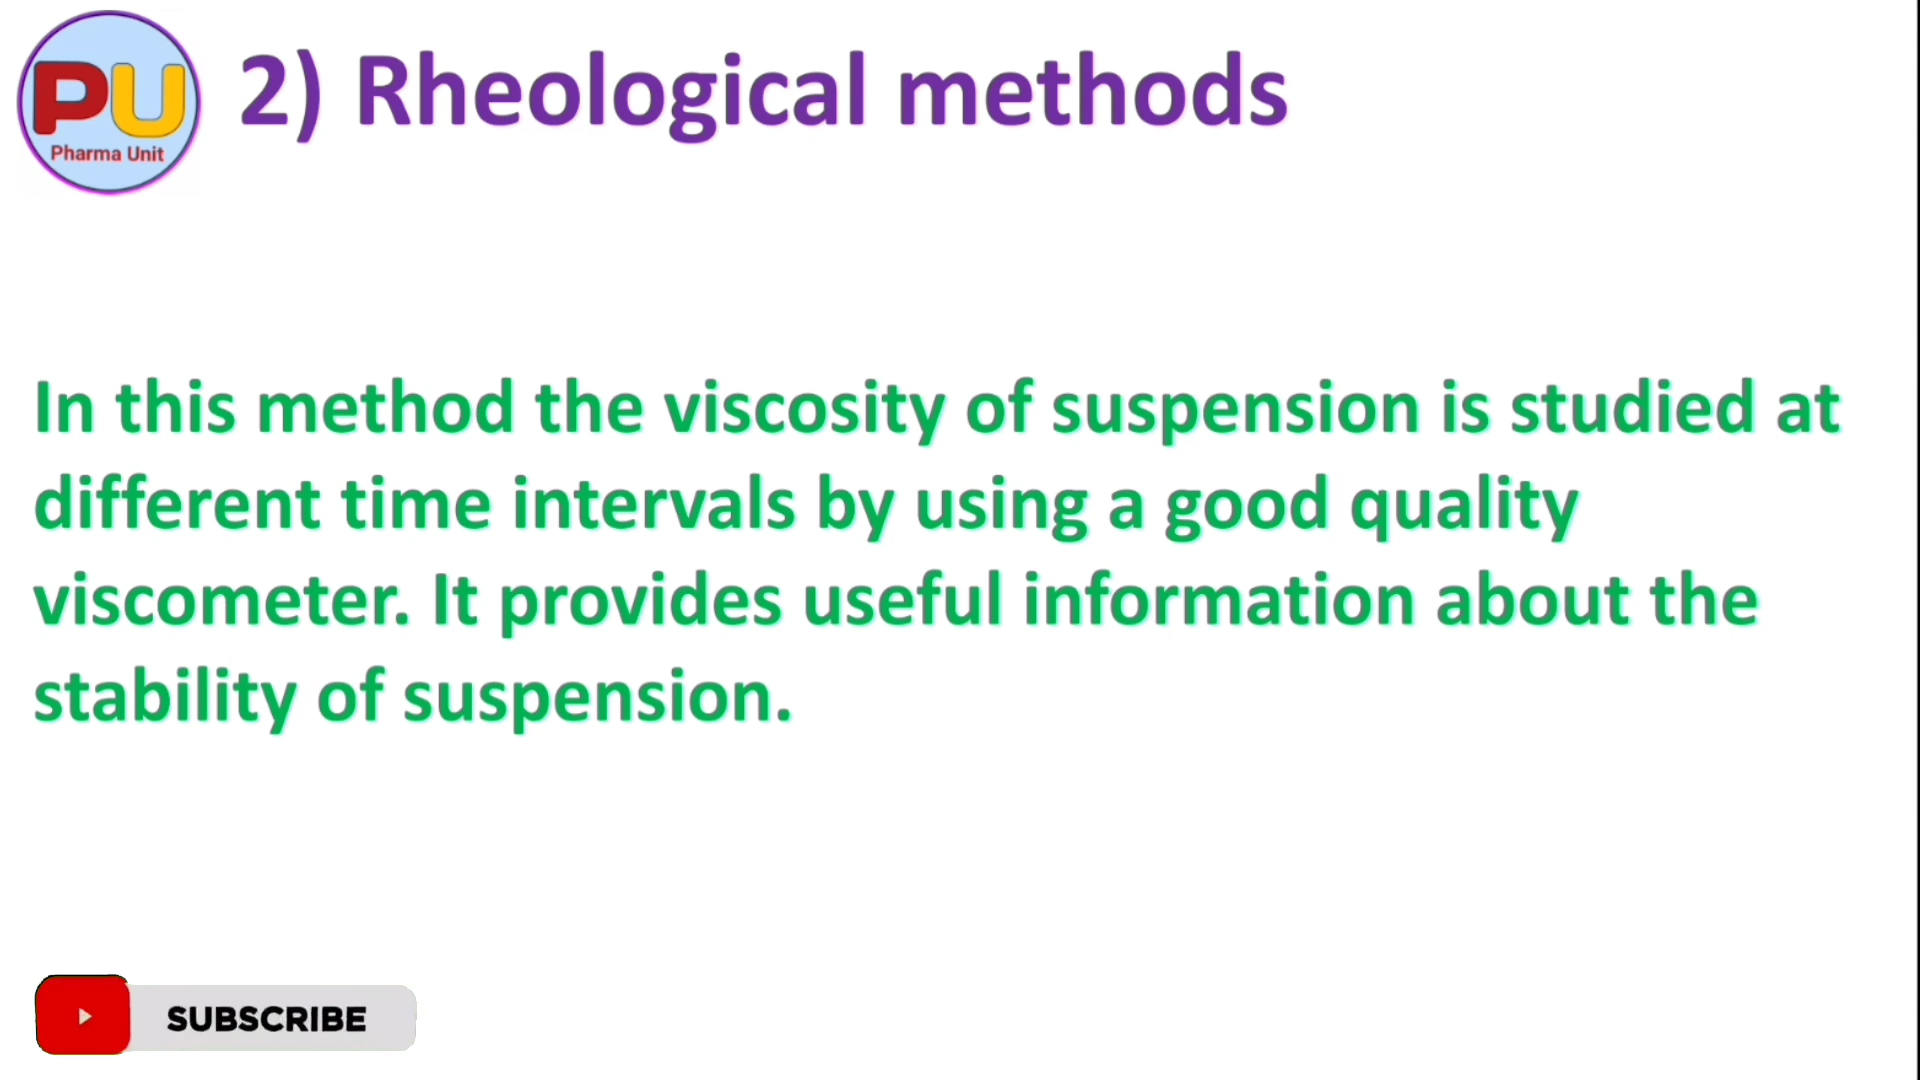 PU
Pharma Unit
2) Rheological methods
In this method the viscosity of suspension is studied at
different time intervals by using a good quality
viscometer. It provides useful information about the
stability of suspension.
SUBSCRIBE